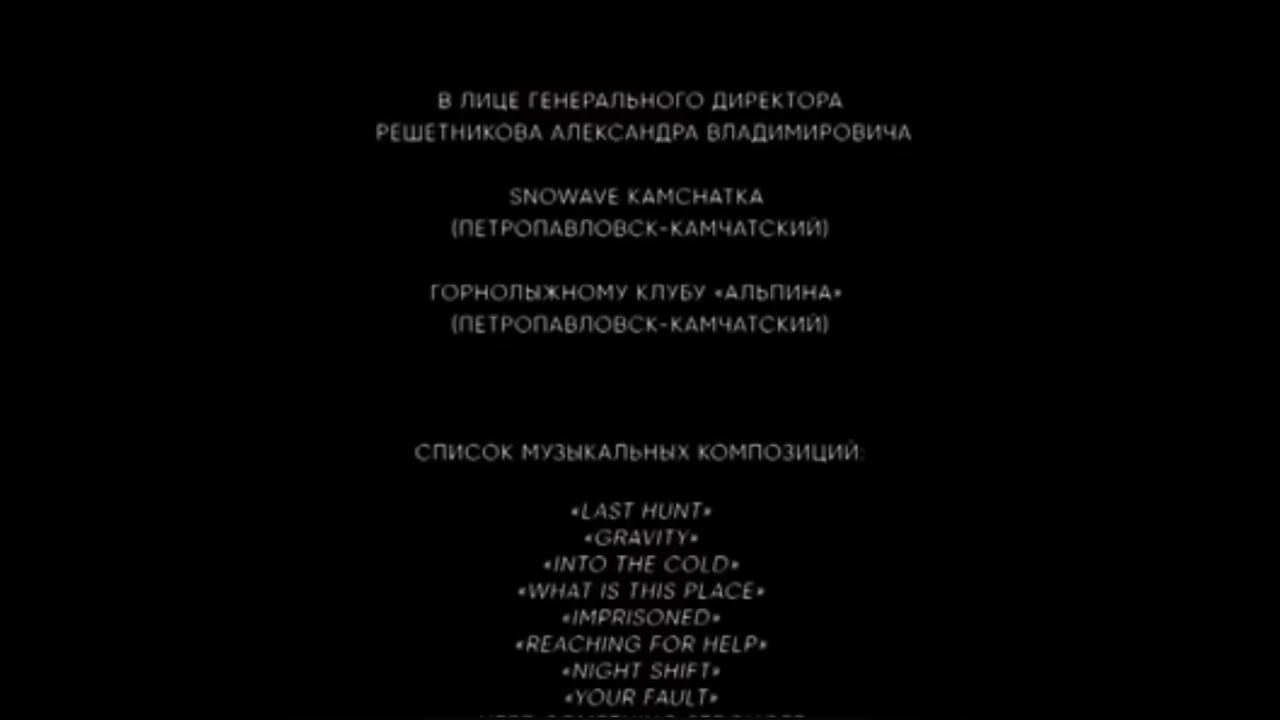 В ЛИЦЕ ГЕНЕРАЛЬНОГО ДИРЕКТОРА
РЕШЕТНИКОВА АЛЕКСАНДРА ВЛАДИМИРОВИЧА
SNOWAVE KAMCHATKA
(ПЕТРОПАВЛОВСК-КАМЧАТСКИЙ)
ГОРНОЛЫЖНОМУ КЛУБУ «АЛЬПИНА»
(ПЕТРОПАВЛОВСК-КАМЧАТСКИЙ)
СПИСОК МУЗЫКАЛЬНЫХ КОМПОЗИЦИЙ:
«LAST HUNT»
«GRAVITY»
«INTO THE COLD»
«WHAT IS THIS PLACE»
«IMPRISONED»
«REACHING FOR HELP»
«NIGHT SHIFT»
«YOUR FAULT»